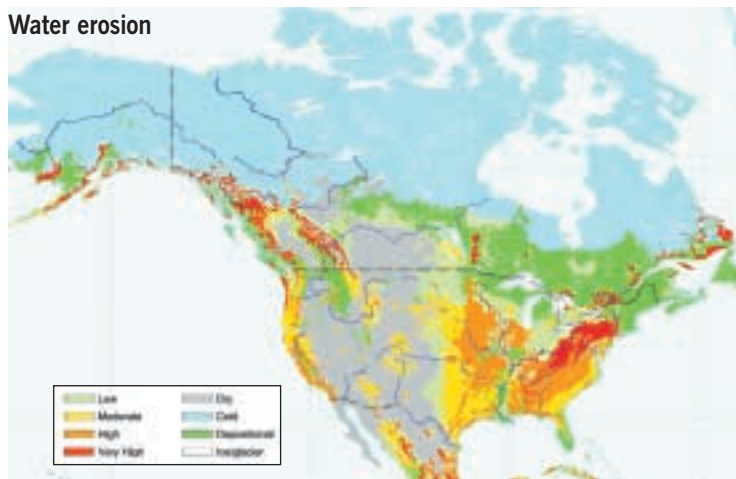 Water erosion
Low Dry
Moderate Cold
High Depositional
Very High Ice/glacier